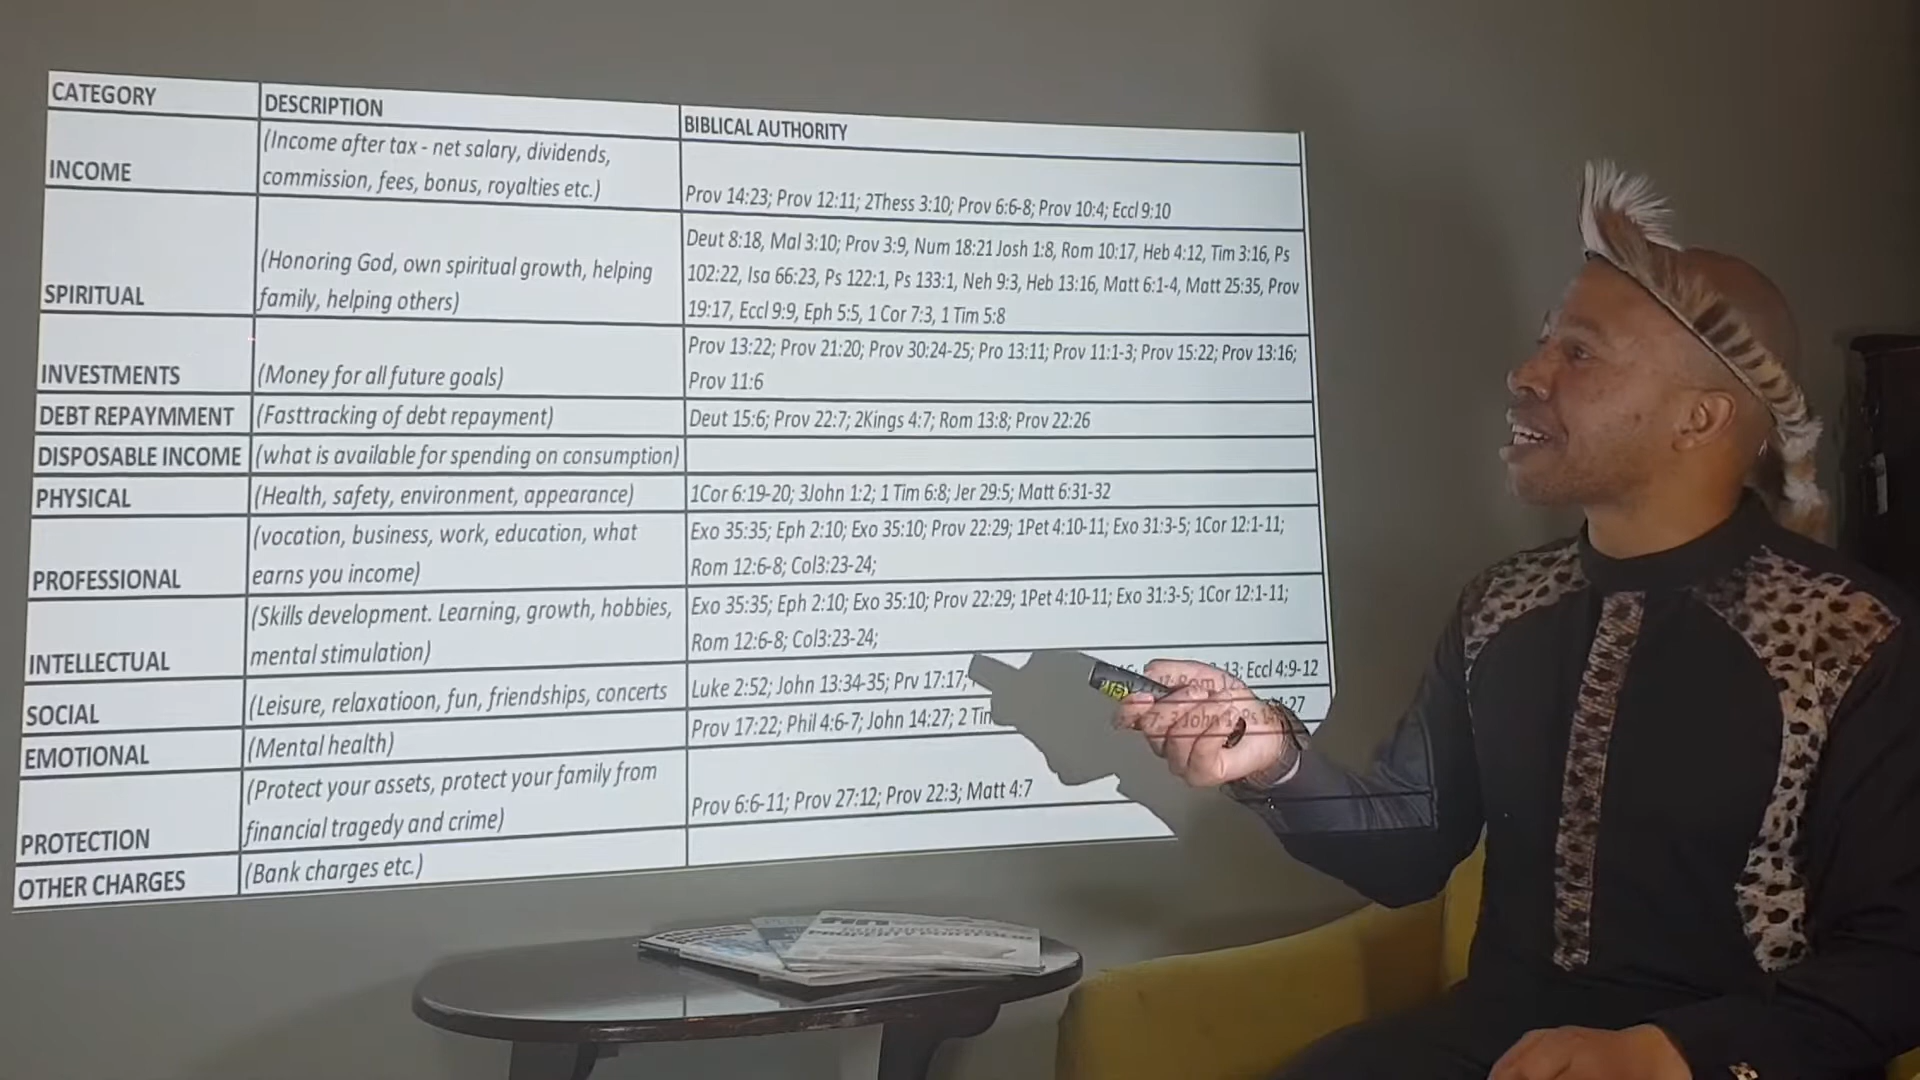 CATEGORY DESCRIPTION BIBLICAL AUTHORITY
INCOME
(Income after tax - net salary, dividends,
commission, fees, bonus, royalties etc.)
Prov 14:23; Prov 12:11; 2Thess 3:10; Prov 6:6-8; Prov 10:4; Eccl 9:10
SPIRITUAL
(Honoring God, own spiritual growth, helping
family, helping others)
Deut 8:18, Mal 3:10; Prov 3:9, Num 18:21 Josh 1:8, Rom 10:17, Heb 4:12, Tim 3:16, Ps
102:22, Isa 66:23, Ps 122:1, Ps 133:1, Neh 9:3, Heb 13:16, Matt 6:1-4, Matt 25:35, Prov
19:17, Eccl 9:9, Eph 5:5, 1 Cor 7:3, 1 Tim 5:8
INVESTMENTS
(Money for all future goals)
Prov 13:22; Prov 21:20; Prov 30:24-25; Pro 13:11; Prov 11:1-3; Prov 15:22; Prov 13:16;
Prov 11:6
DEBT REPAYMMENT (Fasttracking of debt repayment) Deut 15:6; Prov 22:7; 2Kings 4:7; Rom 13:8; Prov 22:26
DISPOSABLE INCOME (what is available for spending on consumption)
PHYSICAL (Health, safety, environment, appearance) 1Cor 6:19-20; 3John 1:2; 1 Tim 6:8; Jer 29:5; Matt 6:31-32
PROFESSIONAL
(vocation, business, work, education, what
earns you income)
Exo 35:35; Eph 2:10; Exo 35:10; Prov 22:29; 1Pet 4:10-11; Exo 31:3-5; 1Cor 12:1-11;
Rom 12:6-8; Col3:23-24;
INTELLECTUAL
(Skills development. Learning, growth, hobbies,
mental stimulation)
Exo 35:35; Eph 2:10; Exo 35:10; Prov 22:29; 1Pet 4:10-11; Exo 31:3-5; 1Cor 12:1-11;
Rom 12:6-8; Col3:23-24;
SOCIAL (Leisure, relaxatioon, fun, friendships, concerts Luke 2:52; John 13:34-35; Prv 17:17; 13; Eccl 4:9-12
EMOTIONAL (Mental health) Prov 17:22; Phil 4:6-7; John 14:27; 2 Tim
PROTECTION
(Protect your assets, protect your family from
financial tragedy and crime)
Prov 6:6-11; Prov 27:12; Prov 22:3; Matt 4:7
OTHER CHARGES (Bank charges etc.)